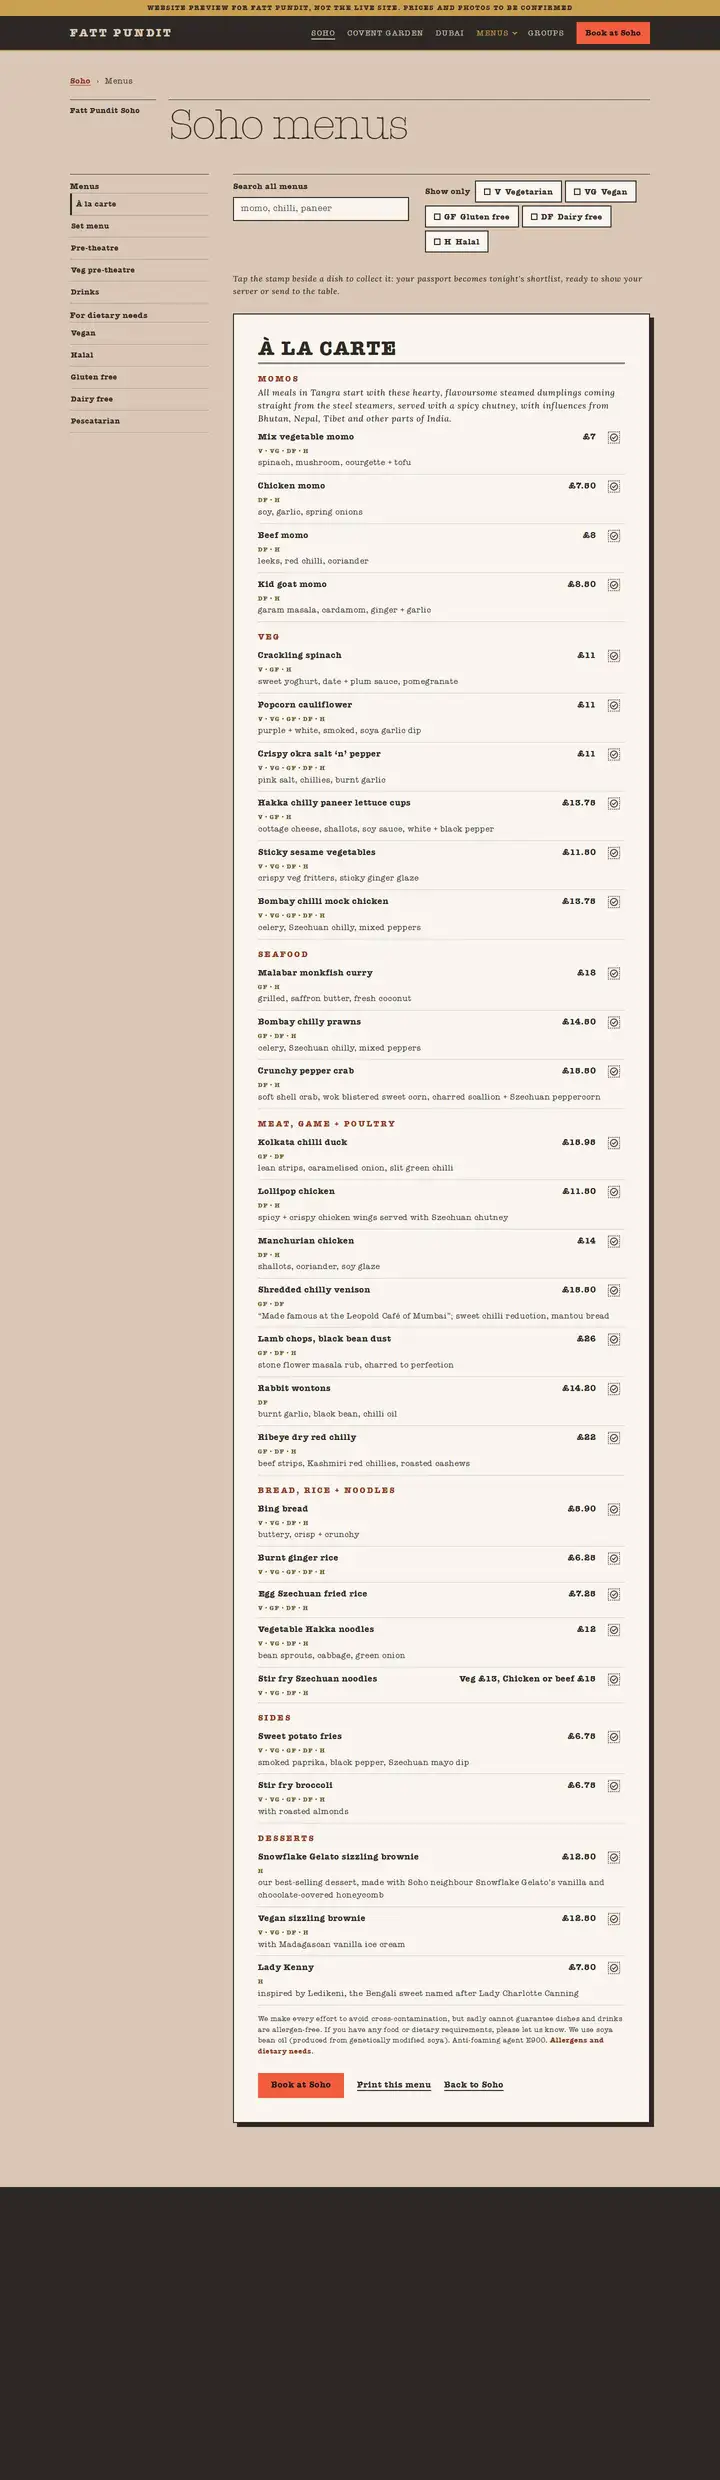 WEBSITE PREVIEW FOR FATT PUNDIT, NOT THE LIVE SITE. PRICES AND PHOTOS TO BE CONFIRMED
FATT PUNDIT
SOHO COVENT GARDEN DUBAI MENUS GROUPS Book at Soho
Soho › Menus
Fatt Pundit Soho
Soho menus
Menus
À la carte
Set menu
Pre-theatre
Veg pre-theatre
Drinks
For dietary needs
Vegan
Halal
Gluten free
Dairy free
Pescatarian
Search all menus
momo, chilli, paneer
Show only V Vegetarian VG Vegan
GF Gluten free DF Dairy free
H Halal
Tap the stamp beside a dish to collect it: your passport becomes tonight's shortlist, ready to show your
server or send to the table.
À LA CARTE
MOMOS
All meals in Tangra start with these hearty, flavoursome steamed dumplings coming
straight from the steel steamers, served with a spicy chutney, with influences from
Bhutan, Nepal, Tibet and other parts of India.
Mix vegetable momo £7
V · VG · DF · H
spinach, mushroom, courgette + tofu
Chicken momo £7.50
DF · H
soy, garlic, spring onions
Beef momo £8
DF · H
leeks, red chilli, coriander
Kid goat momo £8.50
DF · H
garam masala, cardamom, ginger + garlic
VEG
Crackling spinach £11
V · GF · H
sweet yoghurt, date + plum sauce, pomegranate
Popcorn cauliflower £11
V · VG · GF · DF · H
purple + white, smoked, soya garlic dip
Crispy okra salt ‘n’ pepper £11
V · VG · GF · DF · H
pink salt, chillies, burnt garlic
Hakka chilly paneer lettuce cups £13.75
V · GF · H
cottage cheese, shallots, soy sauce, white + black pepper
Sticky sesame vegetables £11.50
V · VG · DF · H
crispy veg fritters, sticky ginger glaze
Bombay chilli mock chicken £13.75
V · VG · GF · DF · H
celery, Szechuan chilly, mixed peppers
SEAFOOD
Malabar monkfish curry £18
GF · H
grilled, saffron butter, fresh coconut
Bombay chilly prawns £14.50
GF · DF · H
celery, Szechuan chilly, mixed peppers
Crunchy pepper crab £15.50
DF · H
soft shell crab, wok blistered sweet corn, charred scallion + Szechuan peppercorn
MEAT, GAME + POULTRY
Kolkata chilli duck £15.95
GF · DF
lean strips, caramelised onion, slit green chilli
Lollipop chicken £11.50
DF · H
spicy + crispy chicken wings served with Szechuan chutney
Manchurian chicken £14
DF · H
shallots, coriander, soy glaze
Shredded chilly venison £15.50
GF · DF
“Made famous at the Leopold Café of Mumbai”; sweet chilli reduction, mantou bread
Lamb chops, black bean dust £26
GF · DF · H
stone flower masala rub, charred to perfection
Rabbit wontons £14.20
DF
burnt garlic, black bean, chilli oil
Ribeye dry red chilly £22
GF · DF · H
beef strips, Kashmiri red chillies, roasted cashews
BREAD, RICE + NOODLES
Bing bread £5.90
V · VG · DF · H
buttery, crisp + crunchy
Burnt ginger rice £6.25
V · VG · GF · DF · H
Egg Szechuan fried rice £7.25
V · GF · DF · H
Vegetable Hakka noodles £12
V · VG · DF · H
bean sprouts, cabbage, green onion
Stir fry Szechuan noodles Veg £13, Chicken or beef £15
V · VG · DF · H
SIDES
Sweet potato fries £6.75
V · VG · GF · DF · H
smoked paprika, black pepper, Szechuan mayo dip
Stir fry broccoli £6.75
V · VG · GF · DF · H
with roasted almonds
DESSERTS
Snowflake Gelato sizzling brownie £12.50
H
our best-selling dessert, made with Soho neighbour Snowflake Gelato's vanilla and
chocolate-covered honeycomb
Vegan sizzling brownie £12.50
V · VG · DF · H
with Madagascan vanilla ice cream
Lady Kenny £7.50
H
inspired by Ledikeni, the Bengali sweet named after Lady Charlotte Canning
We make every effort to avoid cross-contamination, but sadly cannot guarantee dishes and drinks
are allergen-free. If you have any food or dietary requirements, please let us know. We use soya
bean oil (produced from genetically modified soya). Anti-foaming agent E900. Allergens and
dietary needs.
Book at Soho Print this menu Back to Soho